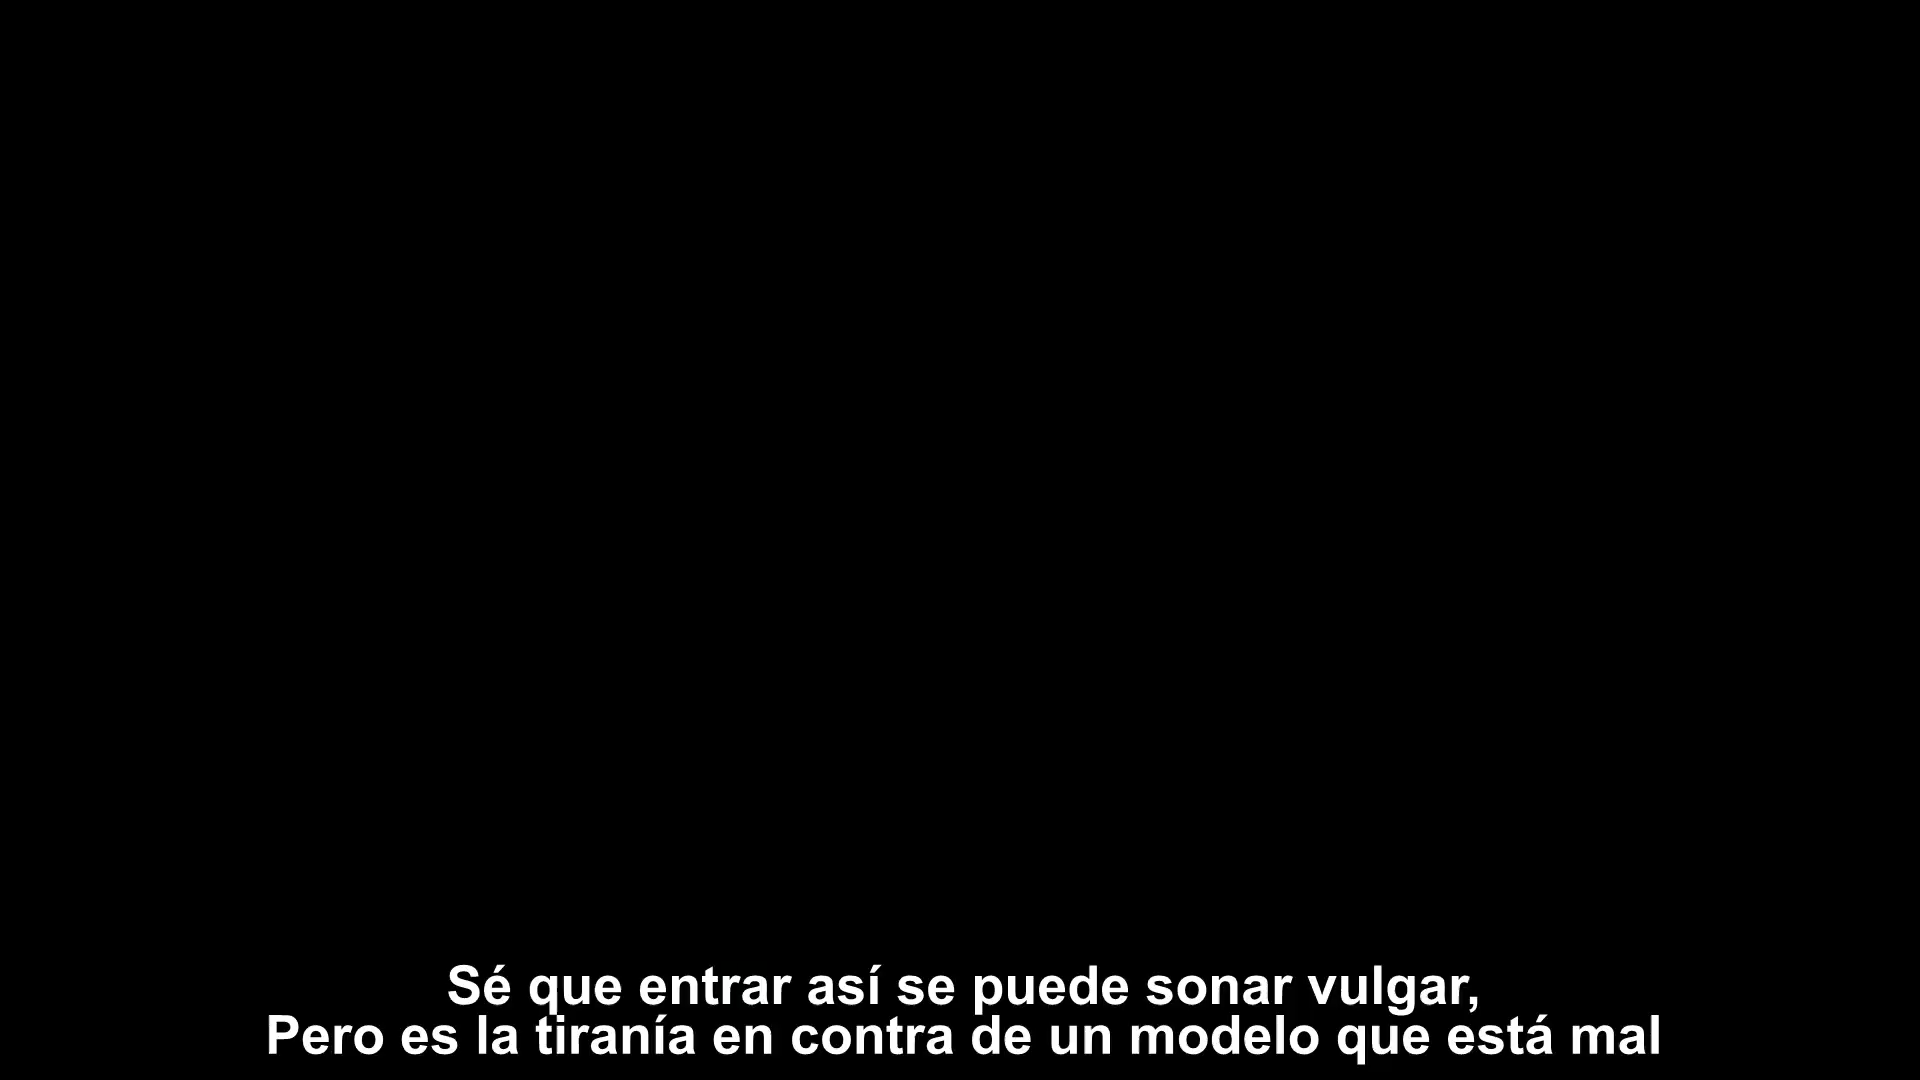 Sé que entrar así se puede sonar vulgar,
Pero es la tiranía en contra de un modelo que está mal